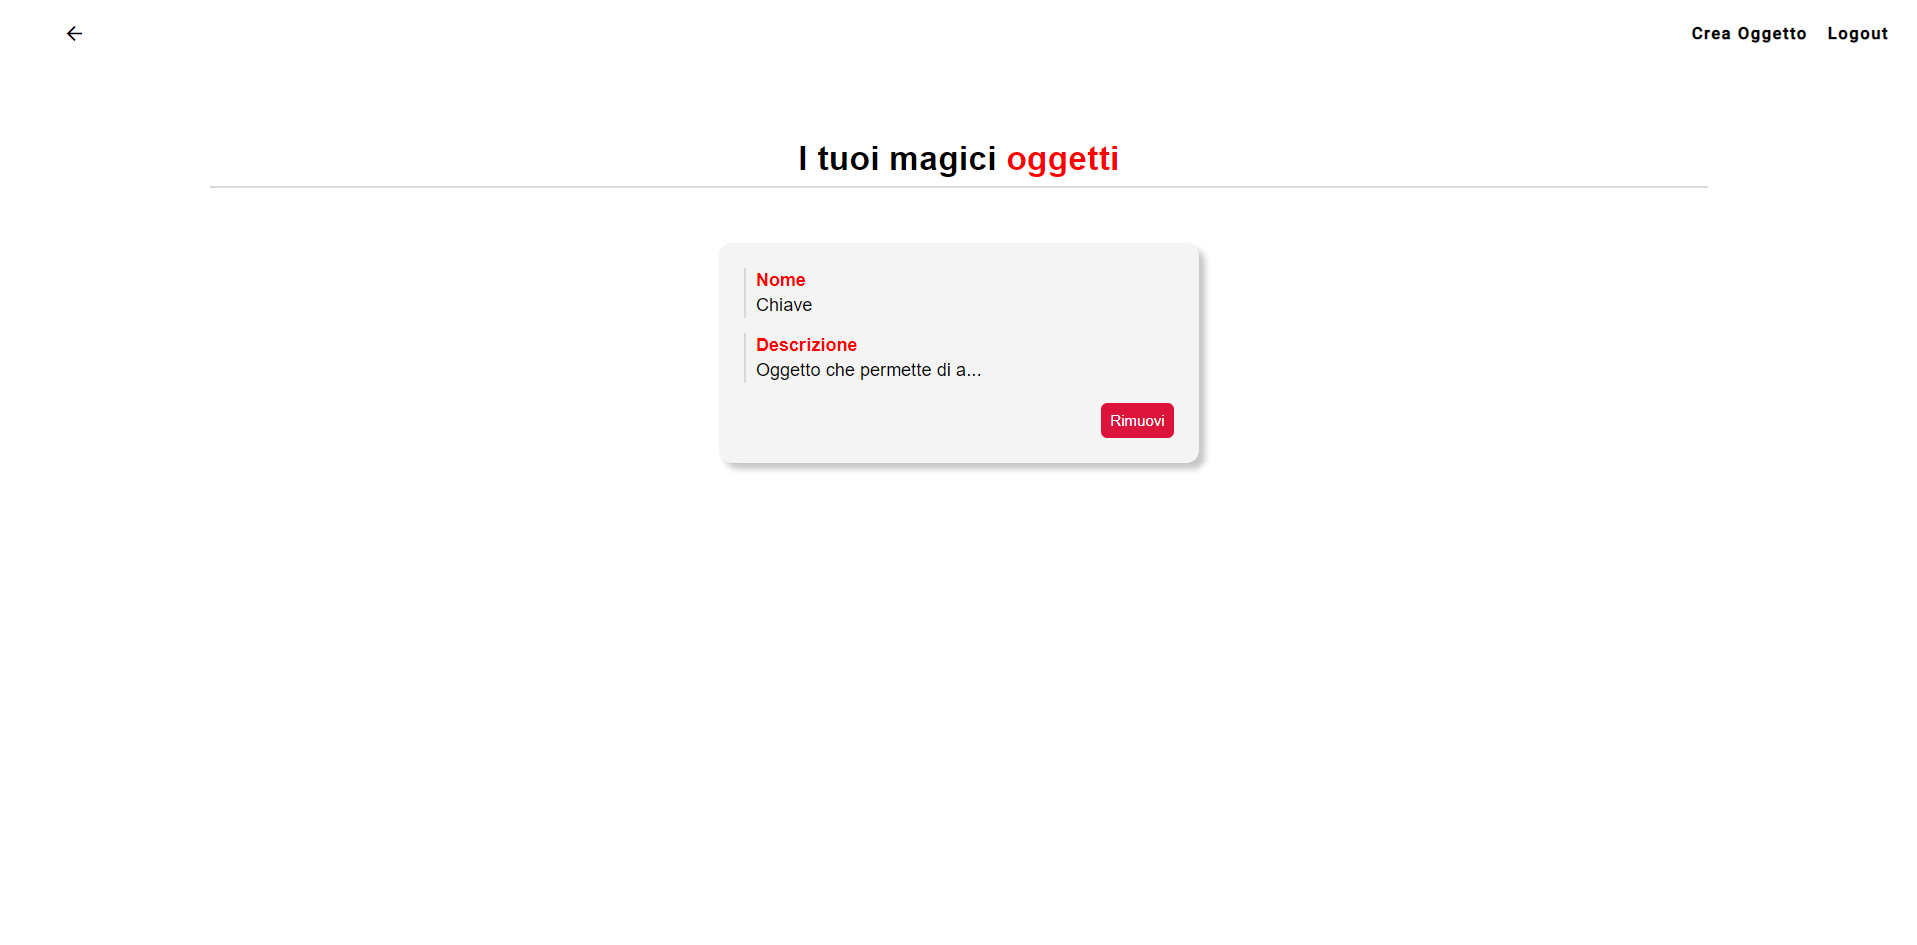 Crea Oggetto Logout
I tuoi magici oggetti
Nome
Chiave
Descrizione
Oggetto che permette di a...
Rimuovi